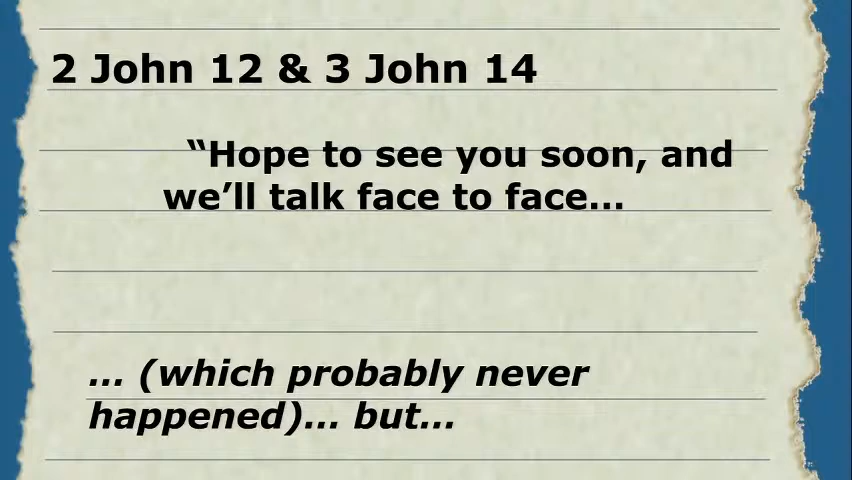 2 John 12 & 3 John 14
“Hope to see you soon, and
we’ll talk face to face…
… (which probably never
happened)… but…